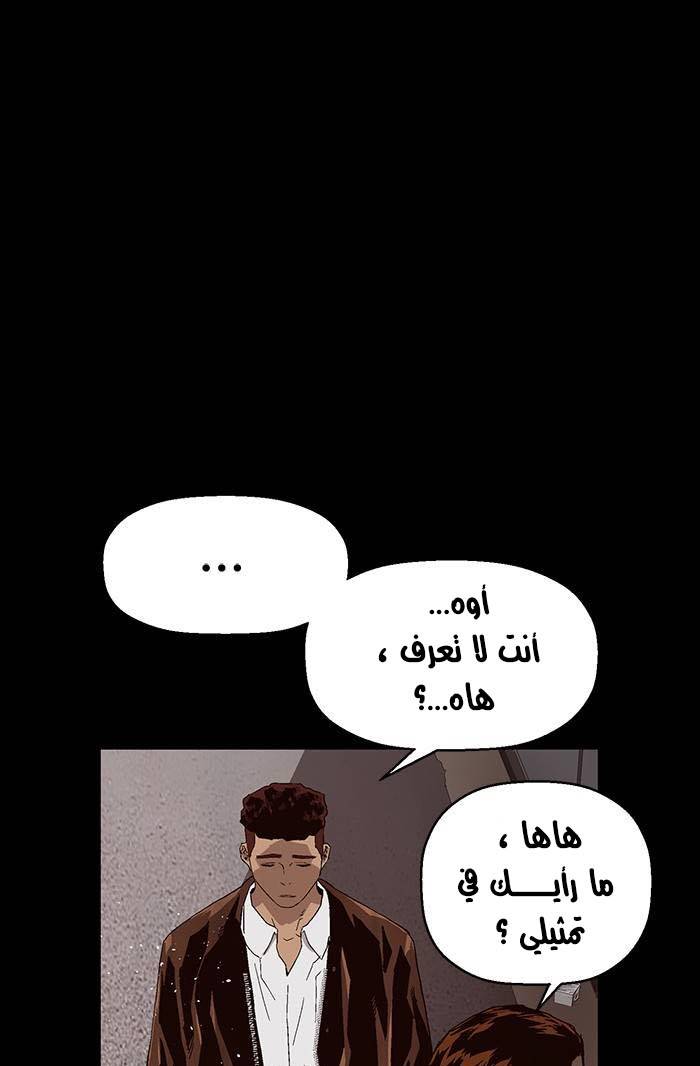 ...
أوه...
أنت لا تعرف ،
هاه...؟
هاها ،
ما رأيـــك في
تمثيلي ؟